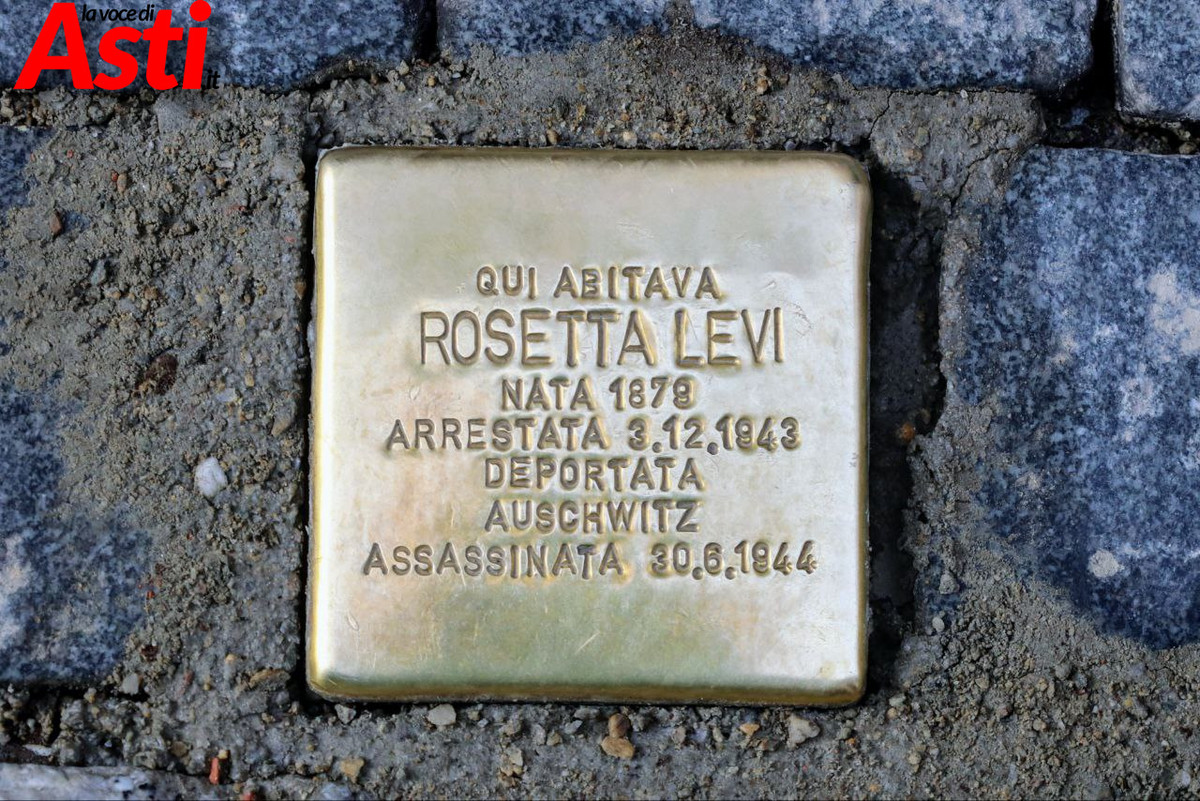 la voce di
Asti
.it
QUI ABITAVA
ROSETTA LEVI
NATA 1879
ARRESTATA 3.12.1943
DEPORTATA
AUSCHWITZ
ASSASSINATA 30.6.1944